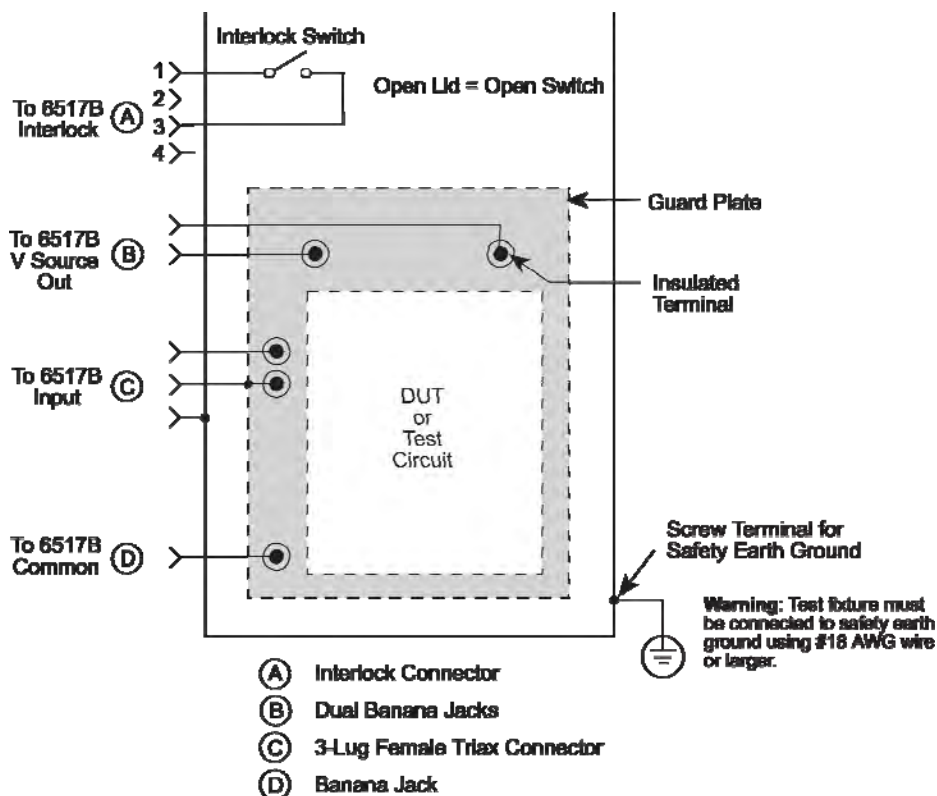 Interlock Switch
1
2
3
4
To 6517B
Interlock
A
Open Lid = Open Switch
Guard Plate
To 6517B
V Source
Out
B
Insulated
Terminal
To 6517B
Input
C
DUT
or
Test
Circuit
To 6517B
Common
D
Screw Terminal for
Safety Earth Ground
Warning: Test fixture must
be connected to safety earth
ground using #18 AWG wire
or larger.
A Interlock Connector
B Dual Banana Jacks
C 3-Lug Female Triax Connector
D Banana Jack